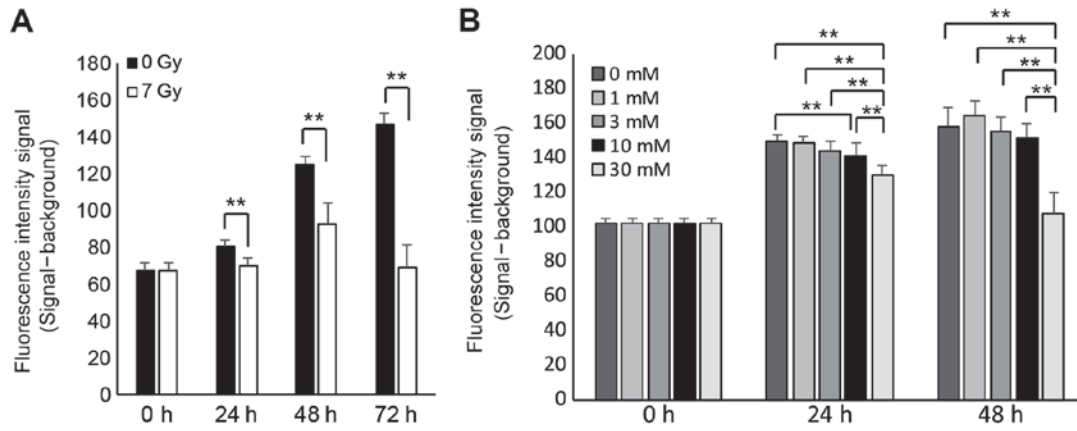 A
Fluorescence intensity signal
(Signal−background)
0 Gy
7 Gy
180
160
140
120
100
80
60
40
20
0
**
**
**
0 h
24 h
48 h
72 h
B
Fluorescence intensity signal
(Signal−background)
0 mM
1 mM
3 mM
10 mM
30 mM
200
180
160
140
120
100
80
60
40
20
0
**
**
**
**
**
**
**
**
**
0 h
24 h
48 h